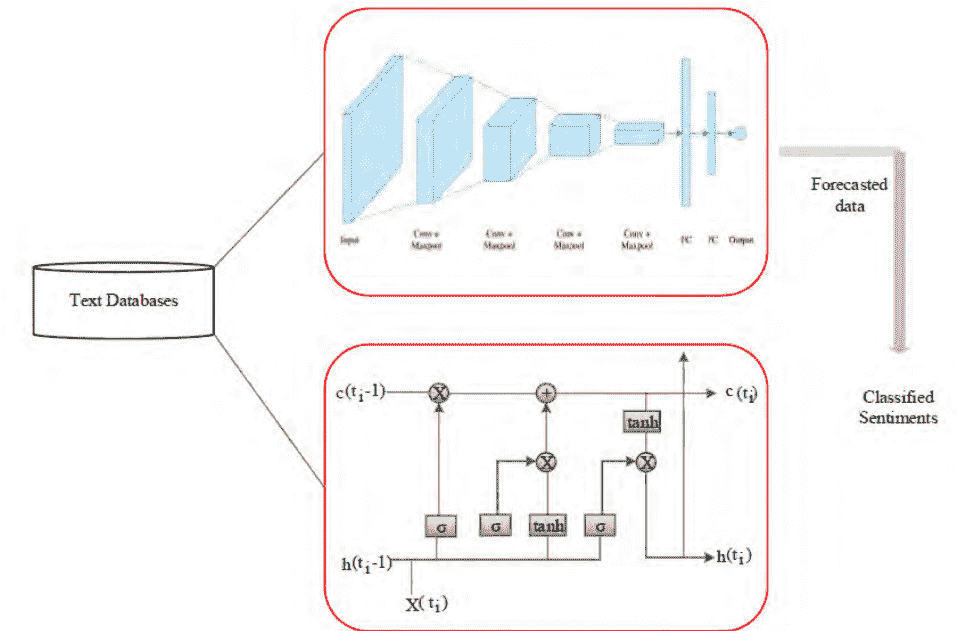 Input
Conv +
Maxpool
Conv +
Maxpool
Conv +
Maxpool
Conv +
Maxpool
FC
FC
Output
Forecasted
data
Text Databases
Classified
Sentiments
c(ti-1)
X
+
c(ti)
tanh
X
X
σ
σ
tanh
σ
h(ti-1)
h(ti)
X(ti)